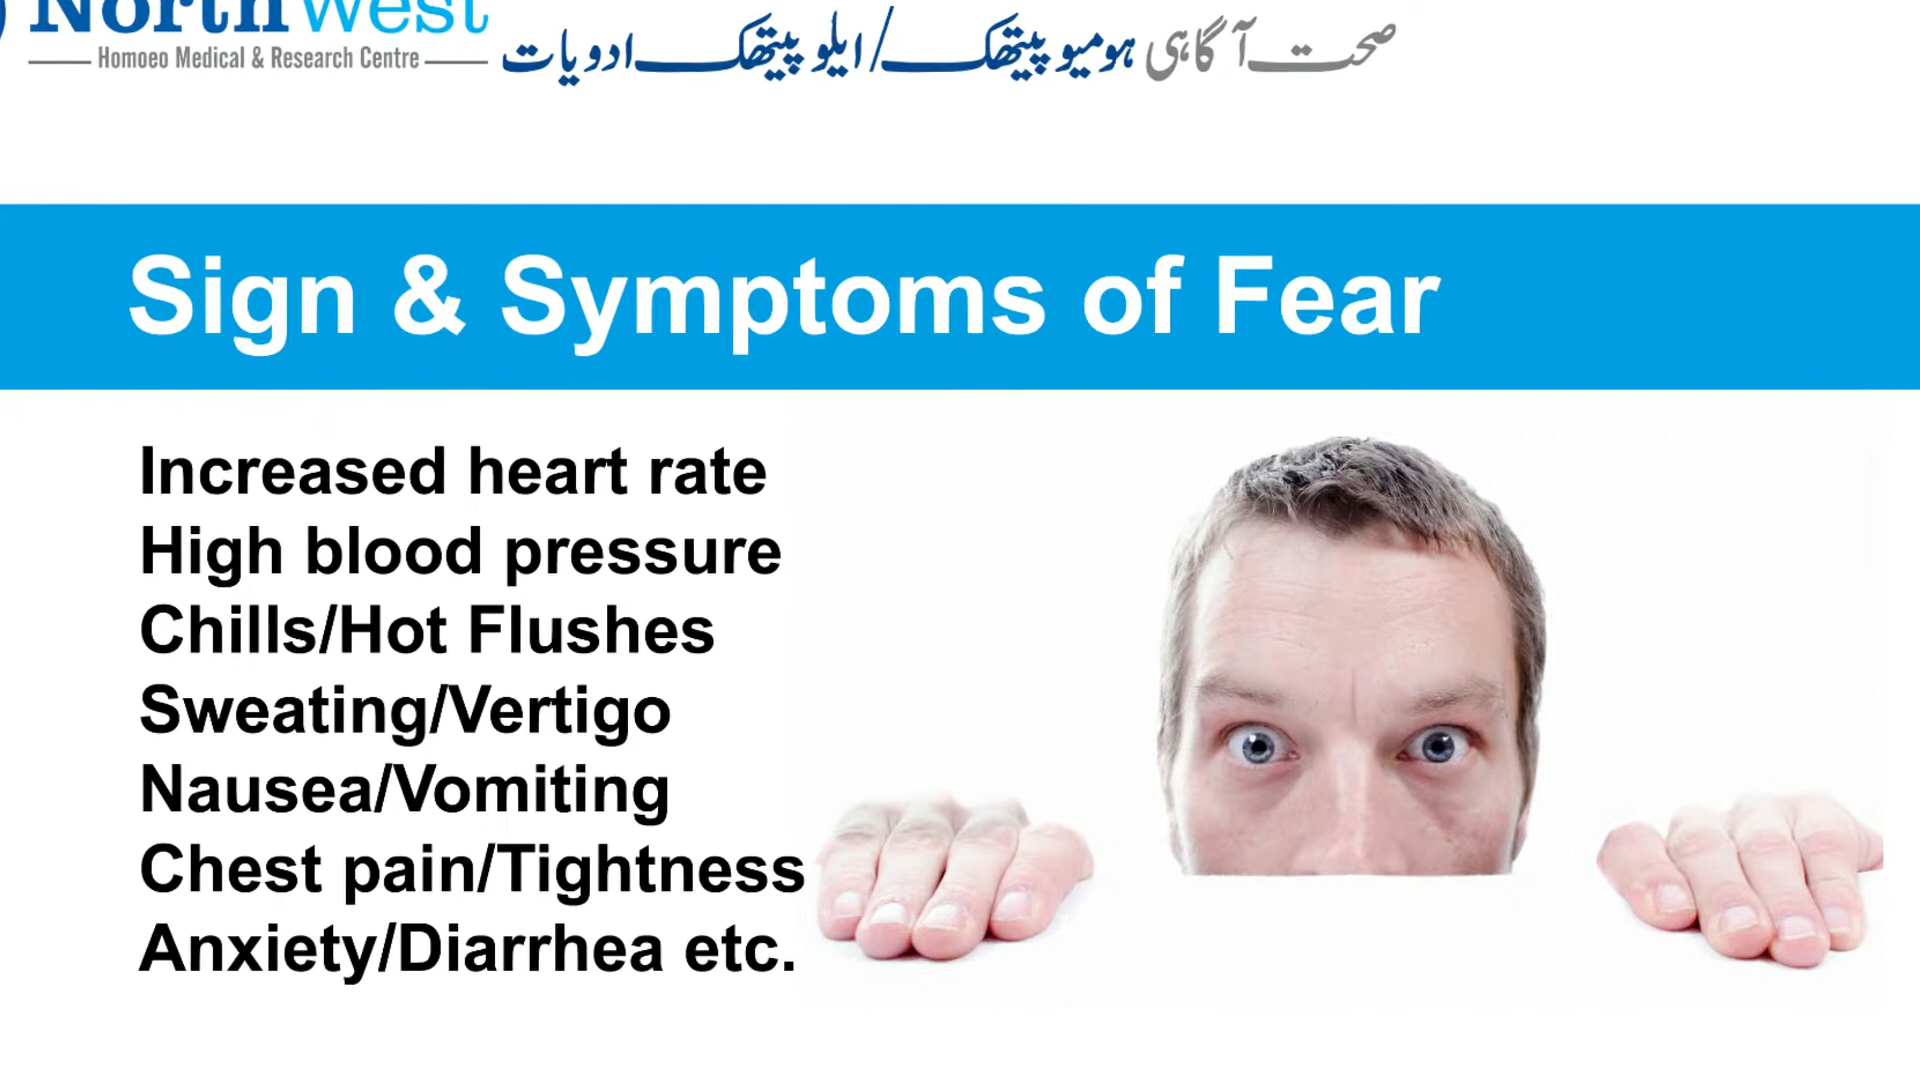 NorthWest
Homoeo Medical & Research Centre
صحت آگاہی ہومیوپیتھک/ایلوپیتھک ادویات
Sign & Symptoms of Fear
Increased heart rate
High blood pressure
Chills/Hot Flushes
Sweating/Vertigo
Nausea/Vomiting
Chest pain/Tightness
Anxiety/Diarrhea etc.